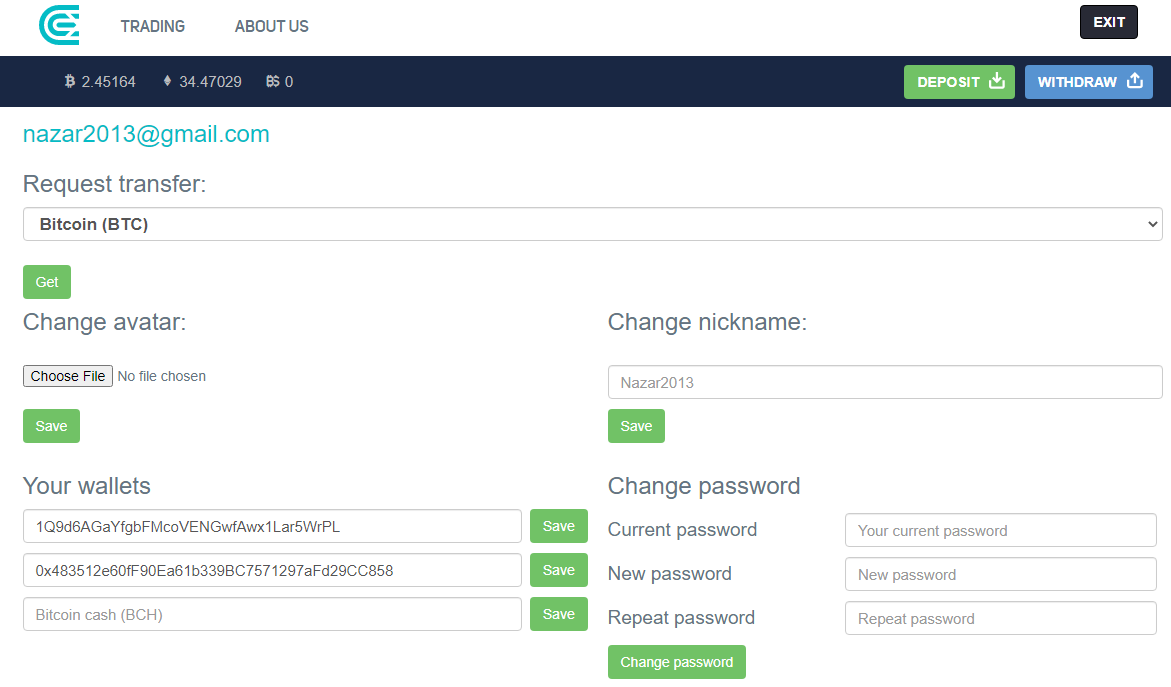 TRADING ABOUT US EXIT
2.45164 34.47029 0 DEPOSIT WITHDRAW
nazar2013@gmail.com
Request transfer:
Bitcoin (BTC)
Get
Change avatar: Change nickname:
Choose File No file chosen Nazar2013
Save Save
Your wallets Change password
1Q9d6AGaYfgbFMcoVENGwfAwx1Lar5WrPL Save Current password Your current password
0x483512e60fF90Ea61b339BC7571297aFd29CC858 Save New password New password
Bitcoin cash (BCH) Save Repeat password Repeat password
Change password